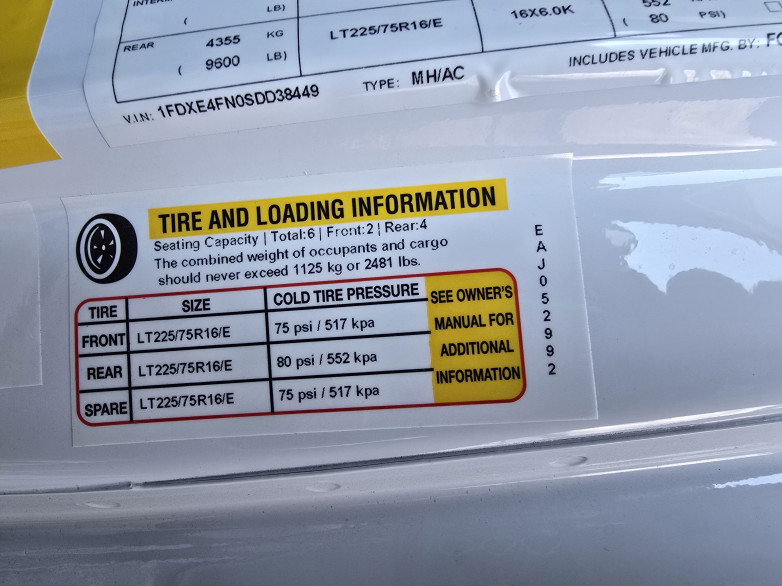 ( LB)
552
( 80 PSI)
REAR 4355 KG LT225/75R16/E 16X6.0K
( 9600 LB)
V.I.N: 1FDXE4FN0SDD38449 TYPE: MH/AC INCLUDES VEHICLE MFG. BY:
TIRE AND LOADING INFORMATION
Seating Capacity | Total:6 | Front:2 | Rear:4
The combined weight of occupants and cargo
should never exceed 1125 kg or 2481 lbs.
TIRE SIZE COLD TIRE PRESSURE
FRONT LT225/75R16/E 75 psi / 517 kpa
REAR LT225/75R16/E 80 psi / 552 kpa
SPARE LT225/75R16/E 75 psi / 517 kpa
SEE OWNER'S
MANUAL FOR
ADDITIONAL
INFORMATION
EAJ052992